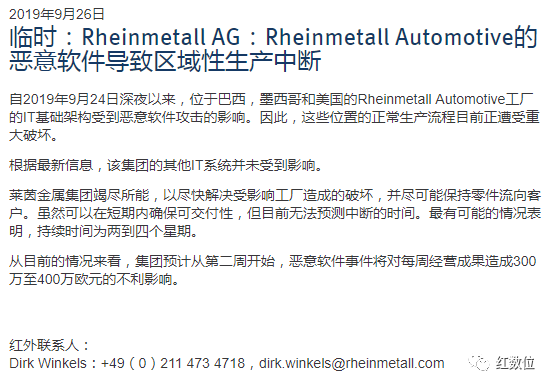 2019年9月26日
临时：Rheinmetall AG：Rheinmetall Automotive的
恶意软件导致区域性生产中断
自2019年9月24日深夜以来，位于巴西，墨西哥和美国的Rheinmetall Automotive工厂
的IT基础架构受到恶意软件攻击的影响。因此，这些位置的正常生产流程目前正遭受重
大破坏。
根据最新信息，该集团的其他IT系统并未受到影响。
莱茵金属集团竭尽所能，以尽快解决受影响工厂造成的破坏，并尽可能保持零件流向客
户。虽然可以在短期内确保可交付性，但目前无法预测中断的时间。最有可能的情况表
明，持续时间为两到四个星期。
从目前的情况来看，集团预计从第二周开始，恶意软件事件将对每周经营成果造成300
万至400万欧元的不利影响。
红外联系人：
Dirk Winkels：+49（0）211 473 4718，dirk.winkels@rheinmetall.com
红数位